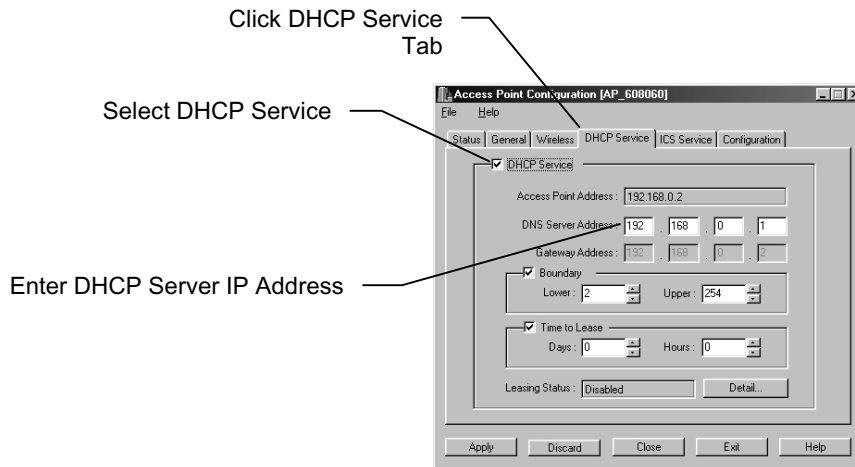 Click DHCP Service
Tab
Select DHCP Service
Enter DHCP Server IP Address
Access Point Configuration [AP_608060]
File Help
Status General Wireless DHCP Service ICS Service Configuration
DHCP Service
Access Point Address : 192.168.0.2
DNS Server Address : 192 . 168 . 0 . 1
Gateway Address : 192 . 168 . 0 . 2
Boundary
Lower : 2 Upper : 254
Time to Lease
Days : 0 Hours : 0
Leasing Status : Disabled Detail...
Apply Discard Close Exit Help